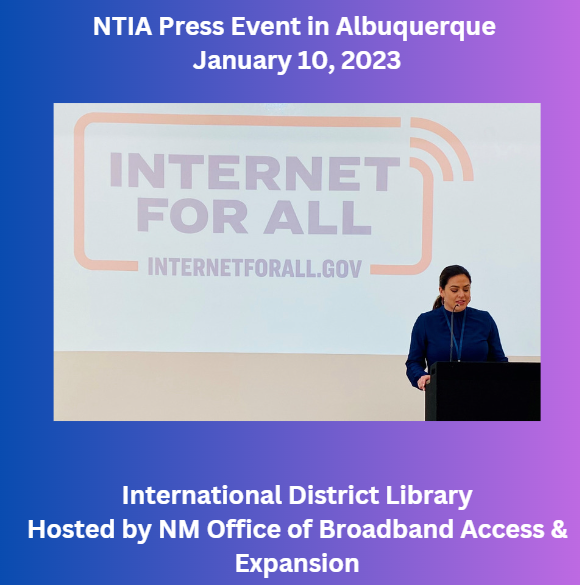 NTIA Press Event in Albuquerque
January 10, 2023
INTERNET
FOR ALL
INTERNETFORALL.GOV
International District Library
Hosted by NM Office of Broadband Access &
Expansion